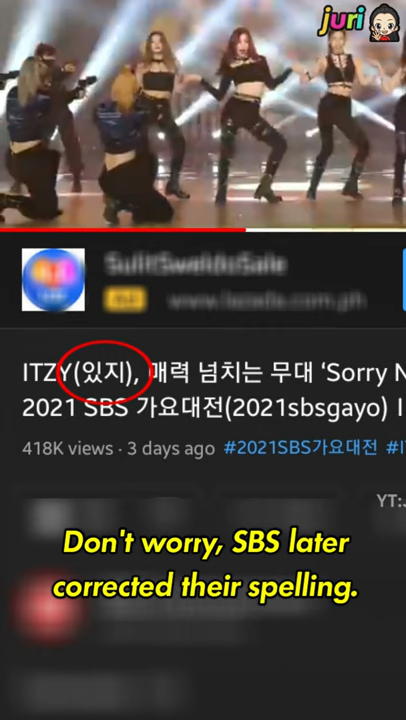 juri
ITZY(있지), 매력 넘치는 무대 ‘Sorry N
2021 SBS 가요대전(2021sbsgayo) I
418K views · 3 days ago #2021SBS가요대전 #I
YT:
Don't worry, SBS later
corrected their spelling.